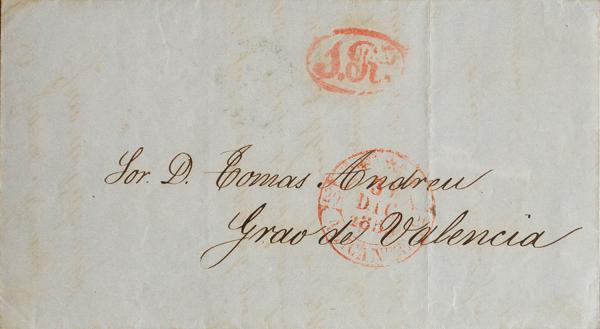 Sor. D. Tomas Andreu
Grao de Valencia
DIC